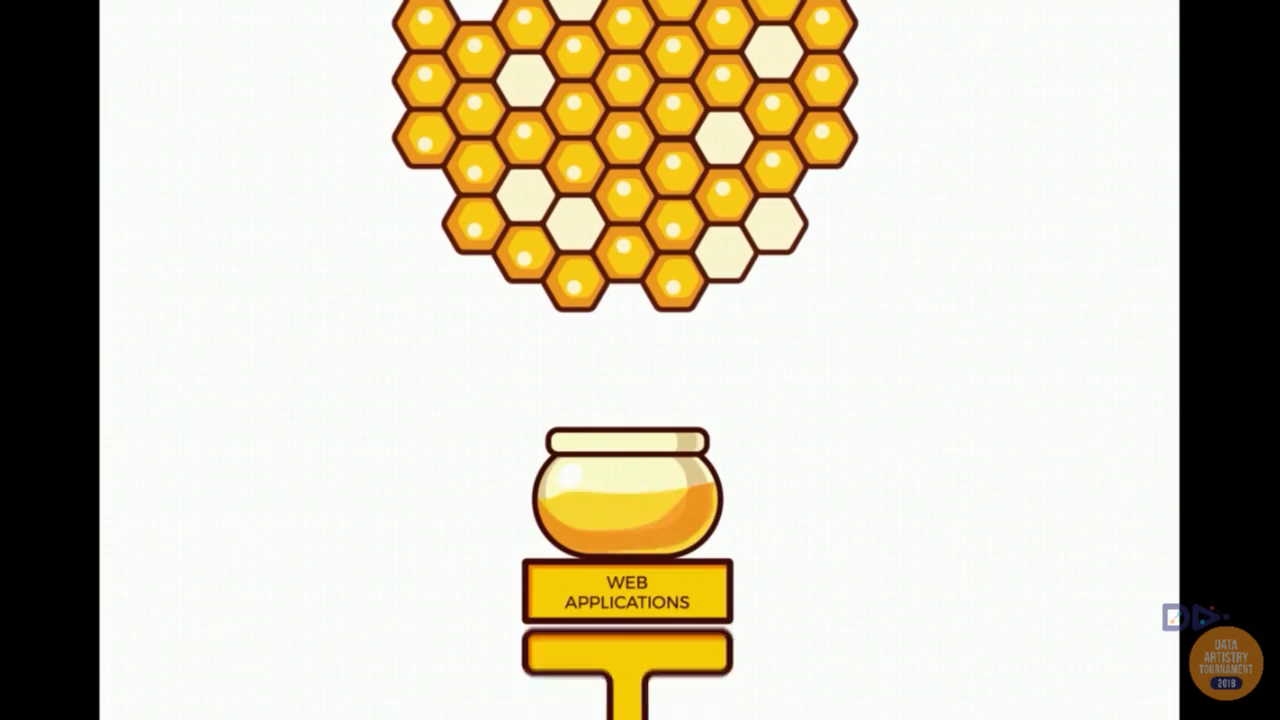 WEB
APPLICATIONS
DATA
ARTISTRY
TOURNAMENT
2018